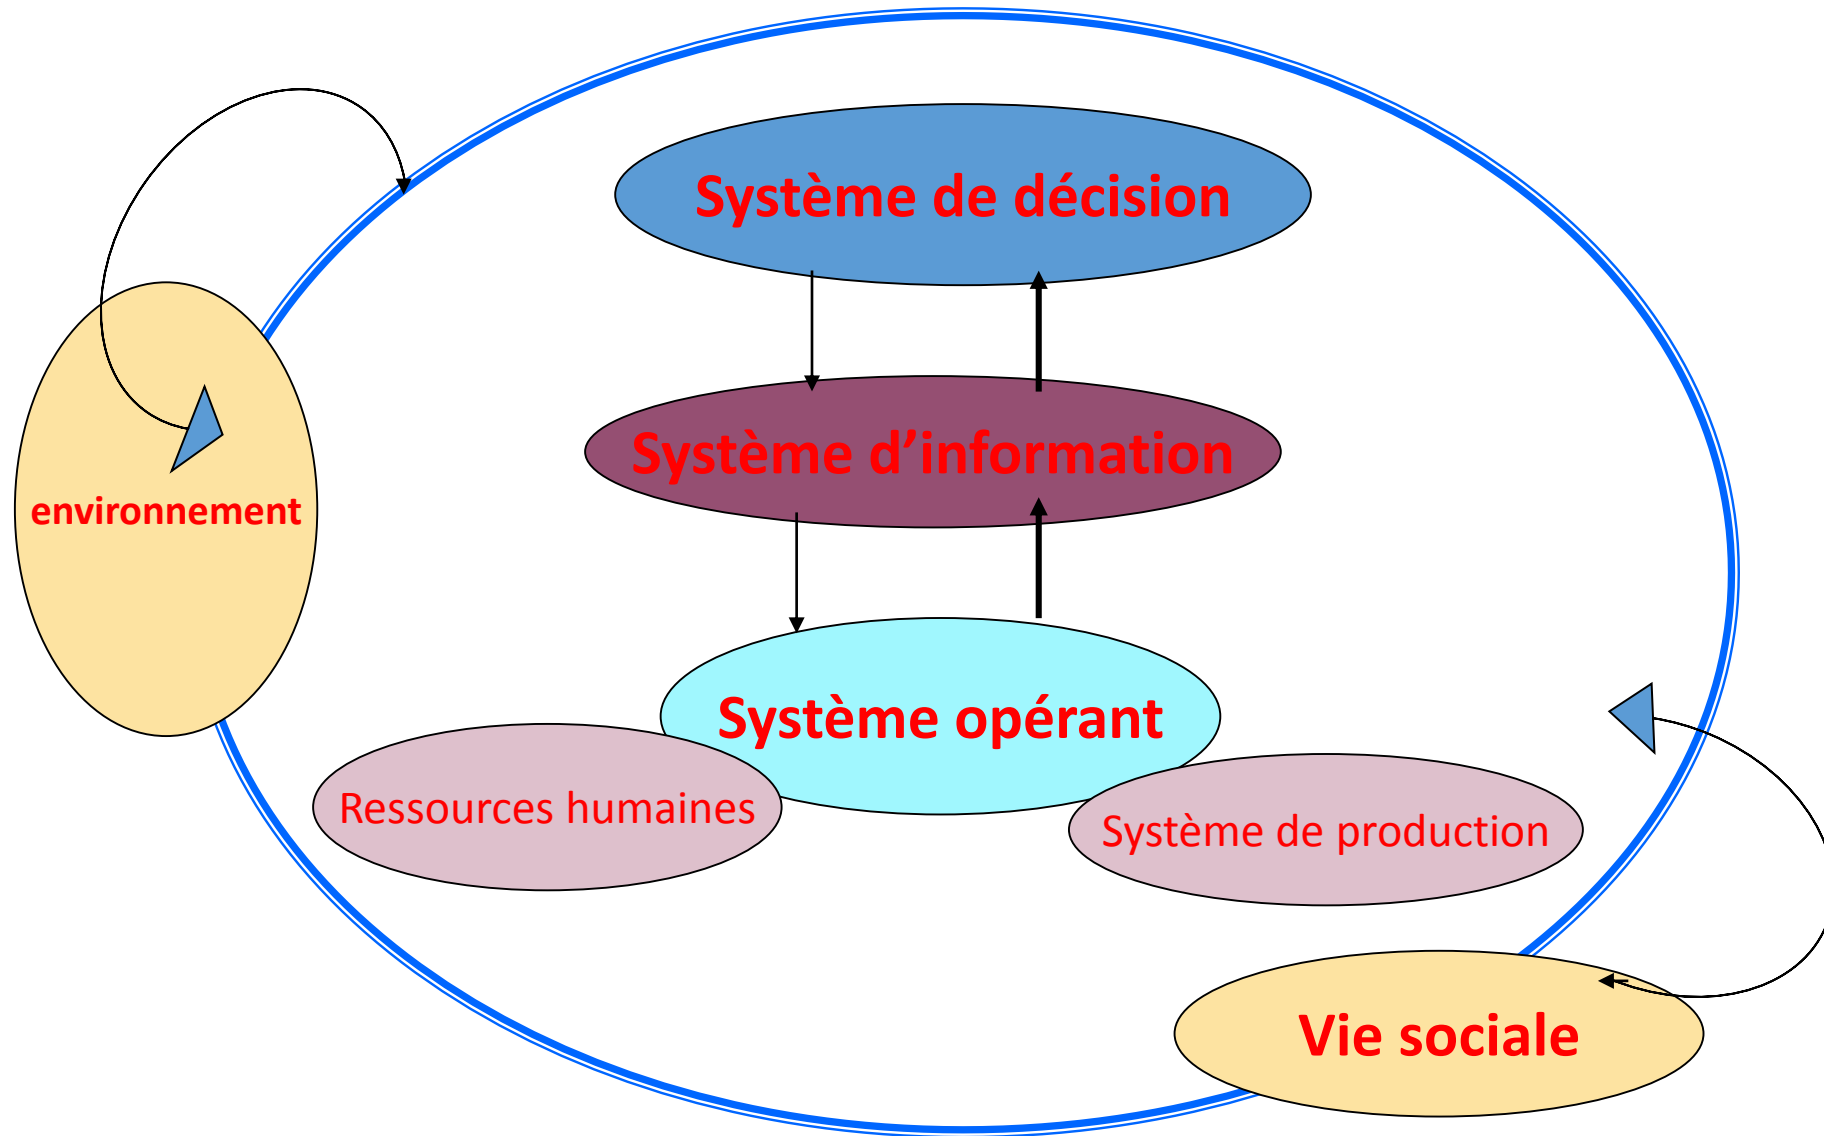 Système de décision
Système d’information
environnement
Système opérant
Ressources humaines
Système de production
Vie sociale